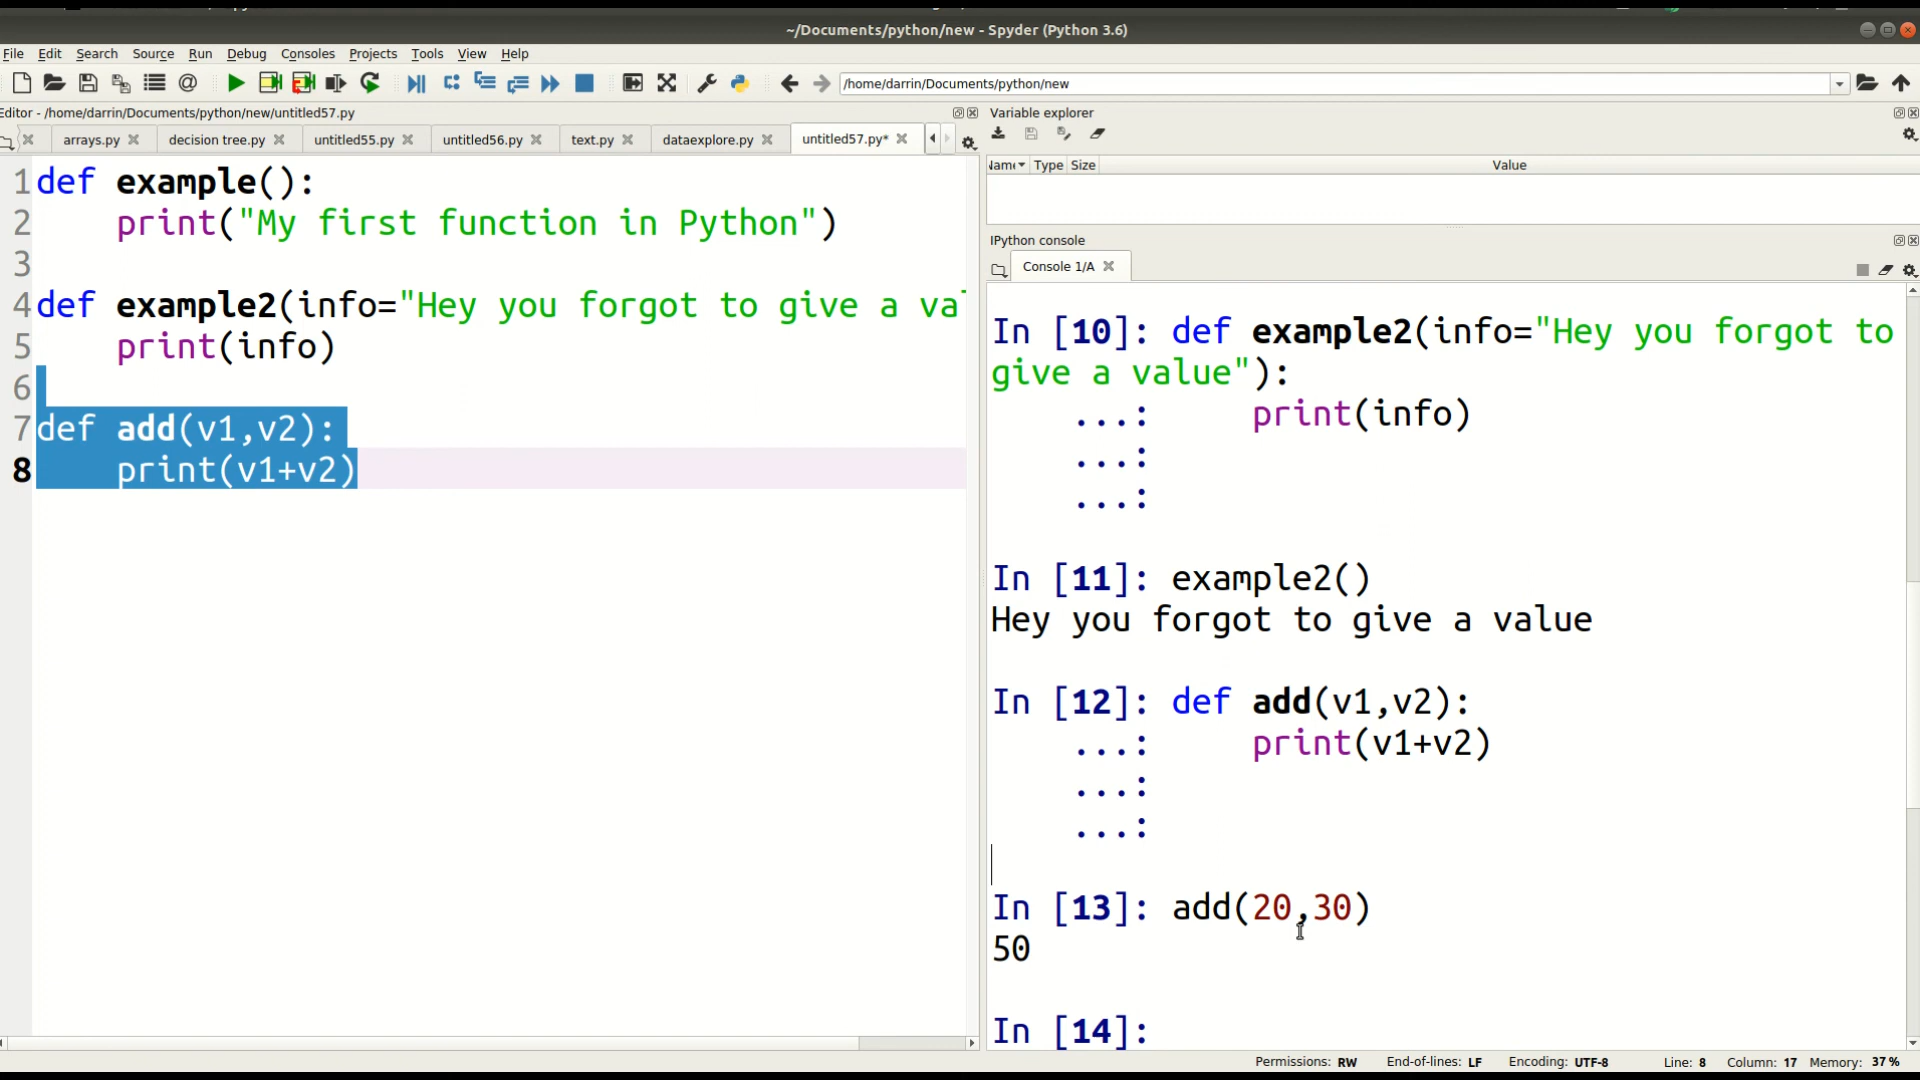 ~/Documents/python/new - Spyder (Python 3.6)
File Edit Search Source Run Debug Consoles Projects Tools View Help
/home/darrin/Documents/python/new
Editor - /home/darrin/Documents/python/new/untitled57.py
arrays.py decision tree.py untitled55.py untitled56.py text.py dataexplore.py untitled57.py*
1 def example():
2 print("My first function in Python")
3
4 def example2(info="Hey you forgot to give a val
5 print(info)
6
7 def add(v1,v2):
8 print(v1+v2)
Variable explorer
Type Size Value
IPython console
Console 1/A
In [10]: def example2(info="Hey you forgot to
give a value"):
...: print(info)
...:
...:
In [11]: example2()
Hey you forgot to give a value
In [12]: def add(v1,v2):
...: print(v1+v2)
...:
...:
In [13]: add(20,30)
50
In [14]:
Permissions: RW End-of-lines: LF Encoding: UTF-8 Line: 8 Column: 17 Memory: 37 %